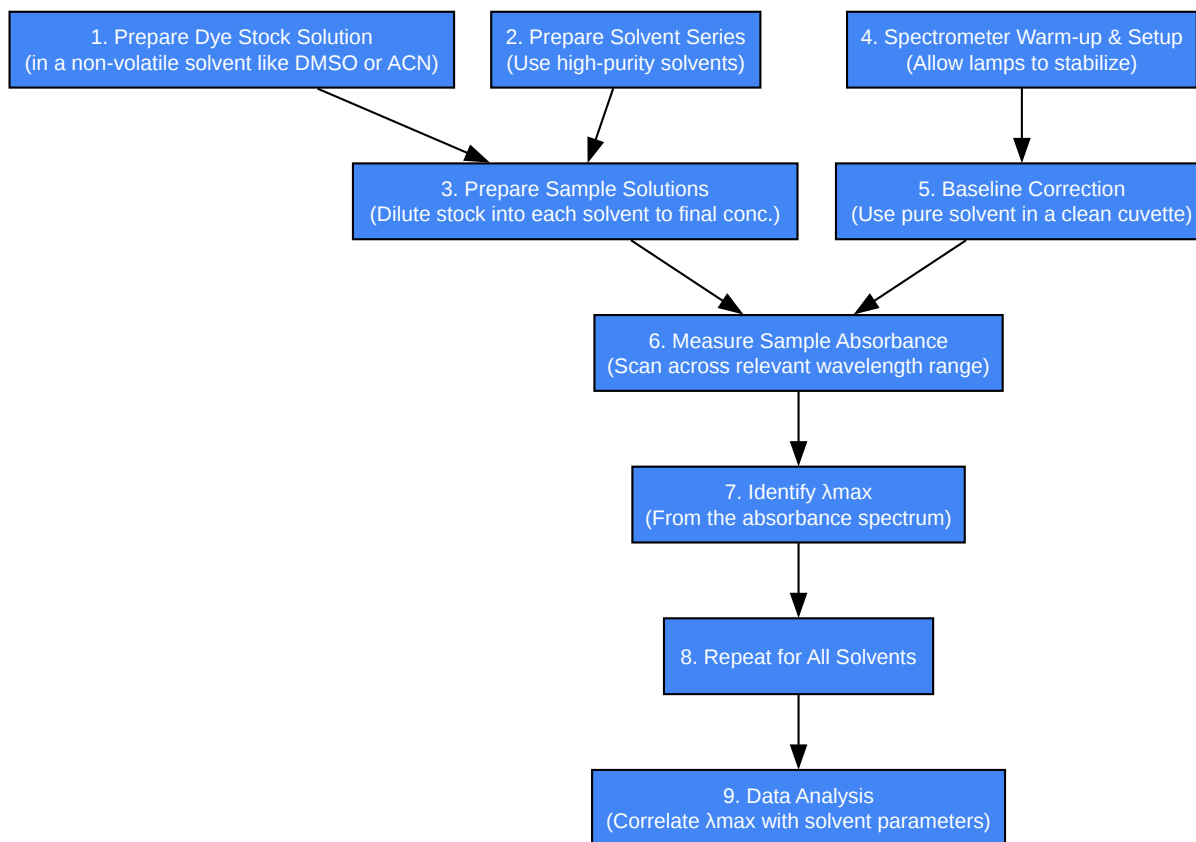 1. Prepare Dye Stock Solution
(in a non-volatile solvent like DMSO or ACN)
2. Prepare Solvent Series
(Use high-purity solvents)
4. Spectrometer Warm-up & Setup
(Allow lamps to stabilize)
3. Prepare Sample Solutions
(Dilute stock into each solvent to final conc.)
5. Baseline Correction
(Use pure solvent in a clean cuvette)
6. Measure Sample Absorbance
(Scan across relevant wavelength range)
7. Identify λmax
(From the absorbance spectrum)
8. Repeat for All Solvents
9. Data Analysis
(Correlate λmax with solvent parameters)